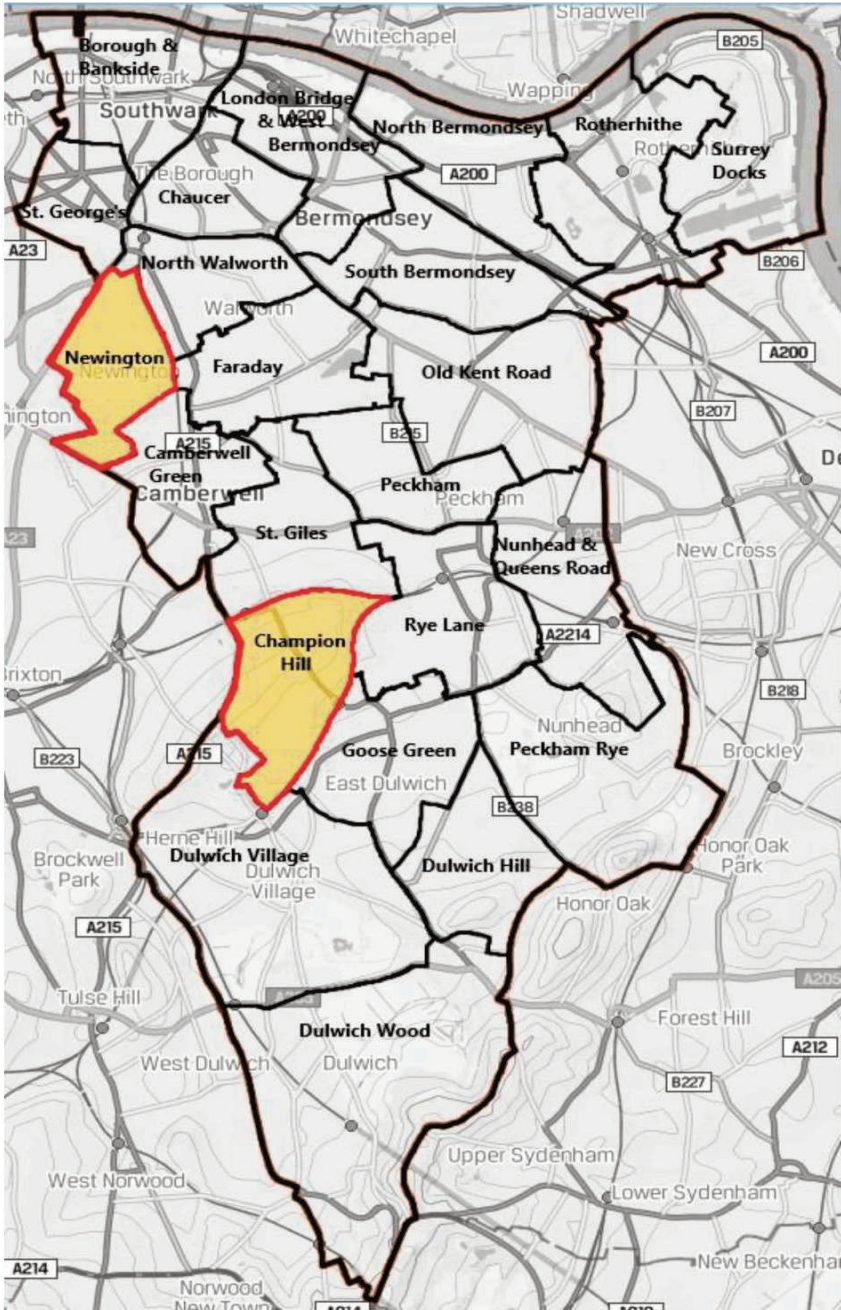 Shadwell
Whitechapel
B205
Borough &
Bankside
North Southwark
Wapping
Southwark
London Bridge
A200
& West
Bermondsey
North Bermondsey
Rotherhithe
A200
Surrey
Docks
The Borough
Chaucer
St. George's
Bermondsey
A23
North Walworth
South Bermondsey
B206
Walworth
Newington
Newington
Faraday
Old Kent Road
A200
B207
A215
B215
Camberwell
Green
Camberwell
Peckham
Peckham
St. Giles
Nunhead &
Queens Road
New Cross
Champion
Hill
Rye Lane
A2214
Brixton
B218
Nunhead
A215
Goose Green
Peckham Rye
Brockley
B223
East Dulwich
B238
Herne Hill
Dulwich Village
Dulwich
Village
Dulwich Hill
Honor Oak
Park
Brockwell
Park
Honor Oak
A215
A205
Tulse Hill
Dulwich Wood
Forest Hill
A212
West Dulwich
Dulwich
B227
Upper Sydenham
West Norwood
Lower Sydenham
A214
New Beckenham
Norwood
New Town
A214